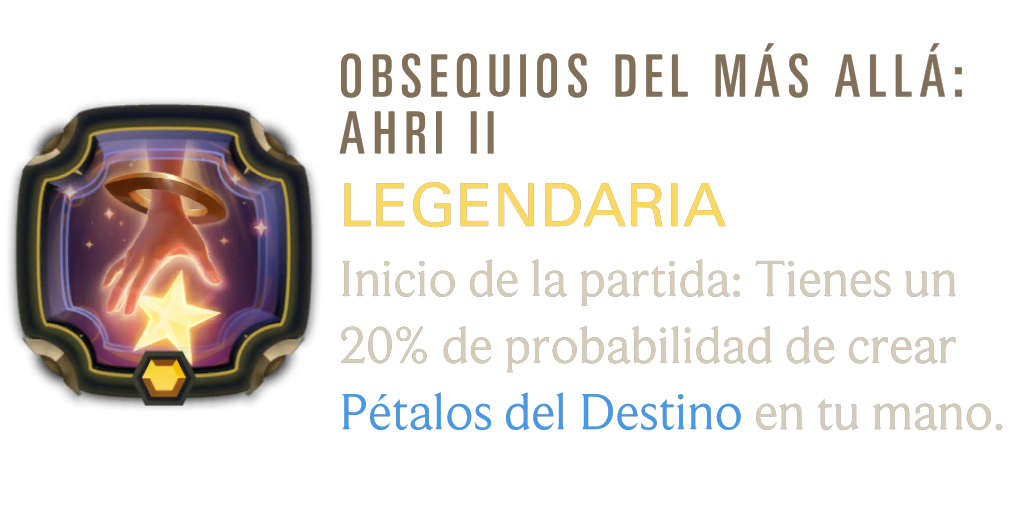 OBSEQUIOS DEL MÁS ALLÁ:
AHRI II
LEGENDARIA
Inicio de la partida: Tienes un
20% de probabilidad de crear
Pétalos del Destino en tu mano.